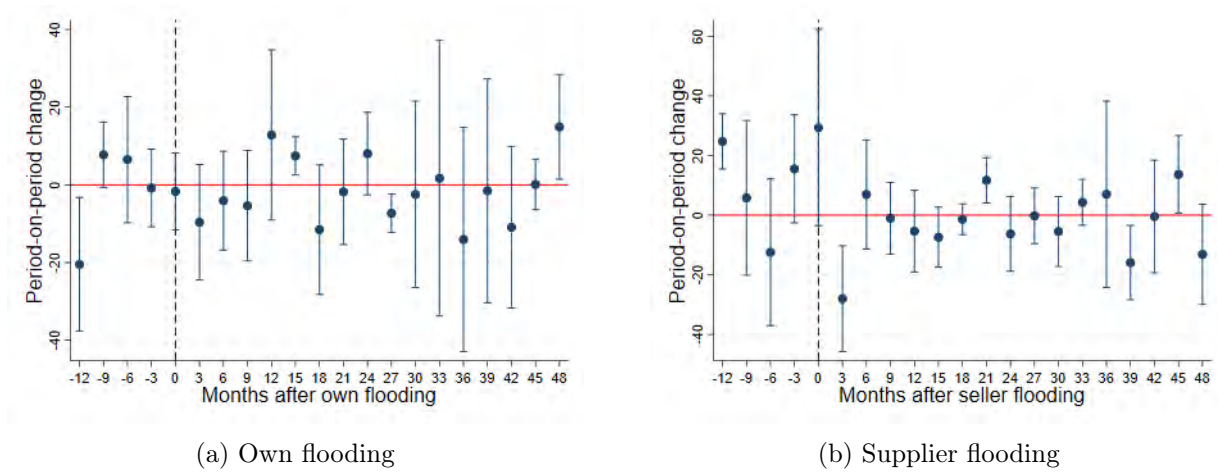 Period-on-period change
40
20
0
-20
-40
-12 -9 -6 -3 0 3 6 9 12 15 18 21 24 27 30 33 36 39 42 45 48
Months after own flooding
(a) Own flooding
Period-on-period change
60
40
20
0
-20
-40
-12 -9 -6 -3 0 3 6 9 12 15 18 21 24 27 30 33 36 39 42 45 48
Months after seller flooding
(b) Supplier flooding